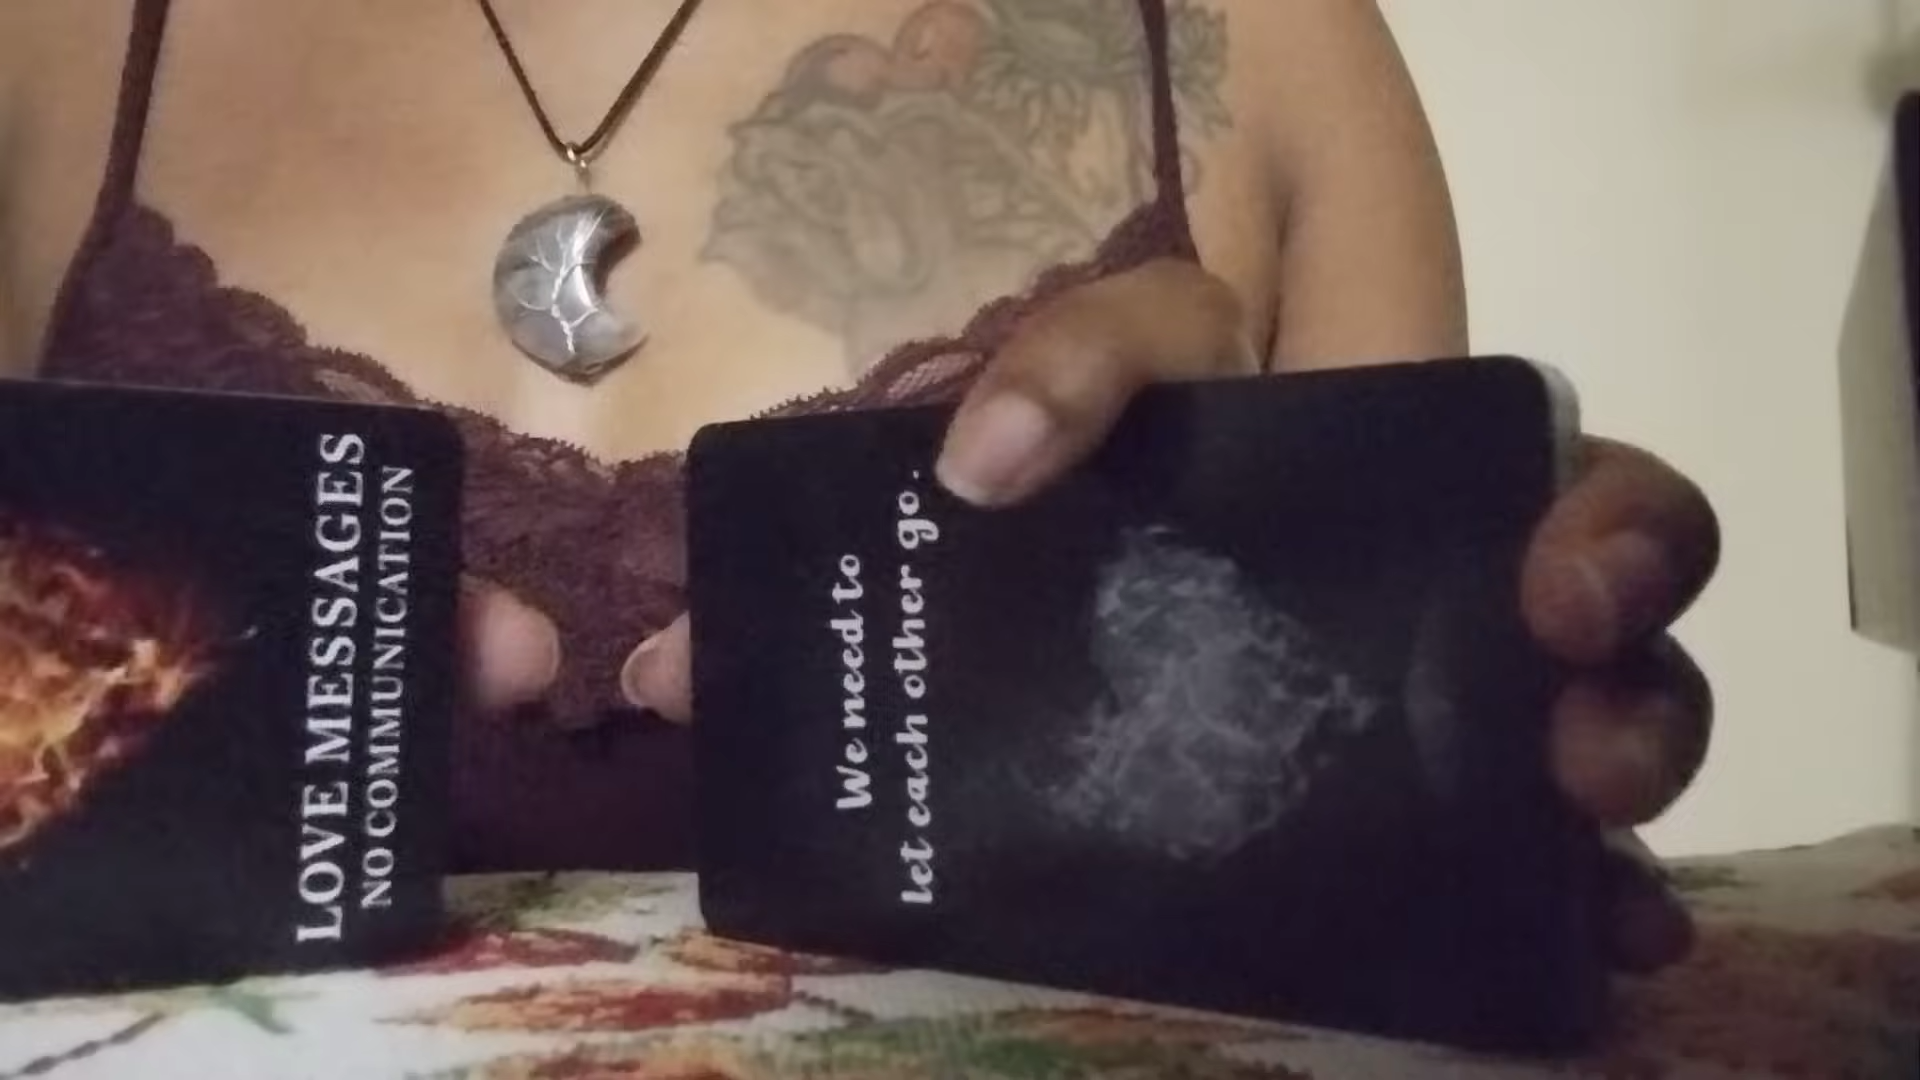 LOVE MESSAGES
NO COMMUNICATION
We need to
let each other go.